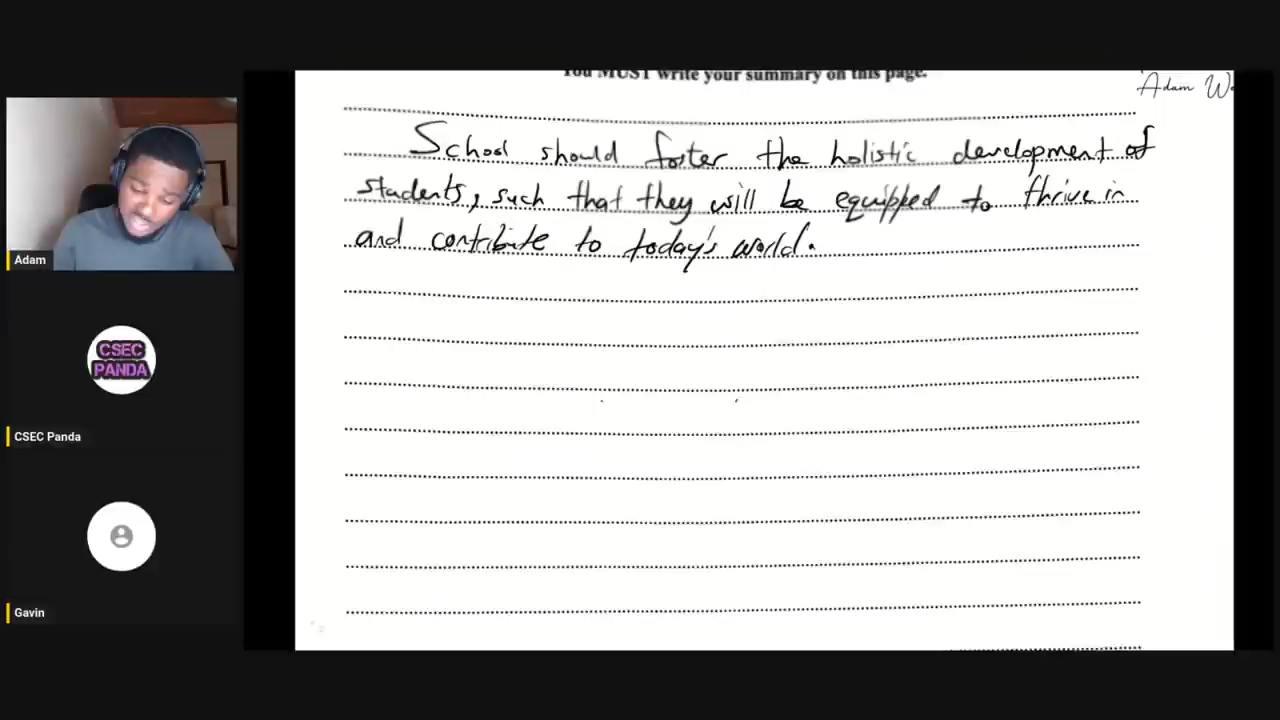 You MUST write your summary on this page.
Adam
School should foster the holistic development of
students, such that they will be equipped to thrive in
and contribute to today's world.
Adam
CSEC
PANDA
CSEC Panda
Gavin